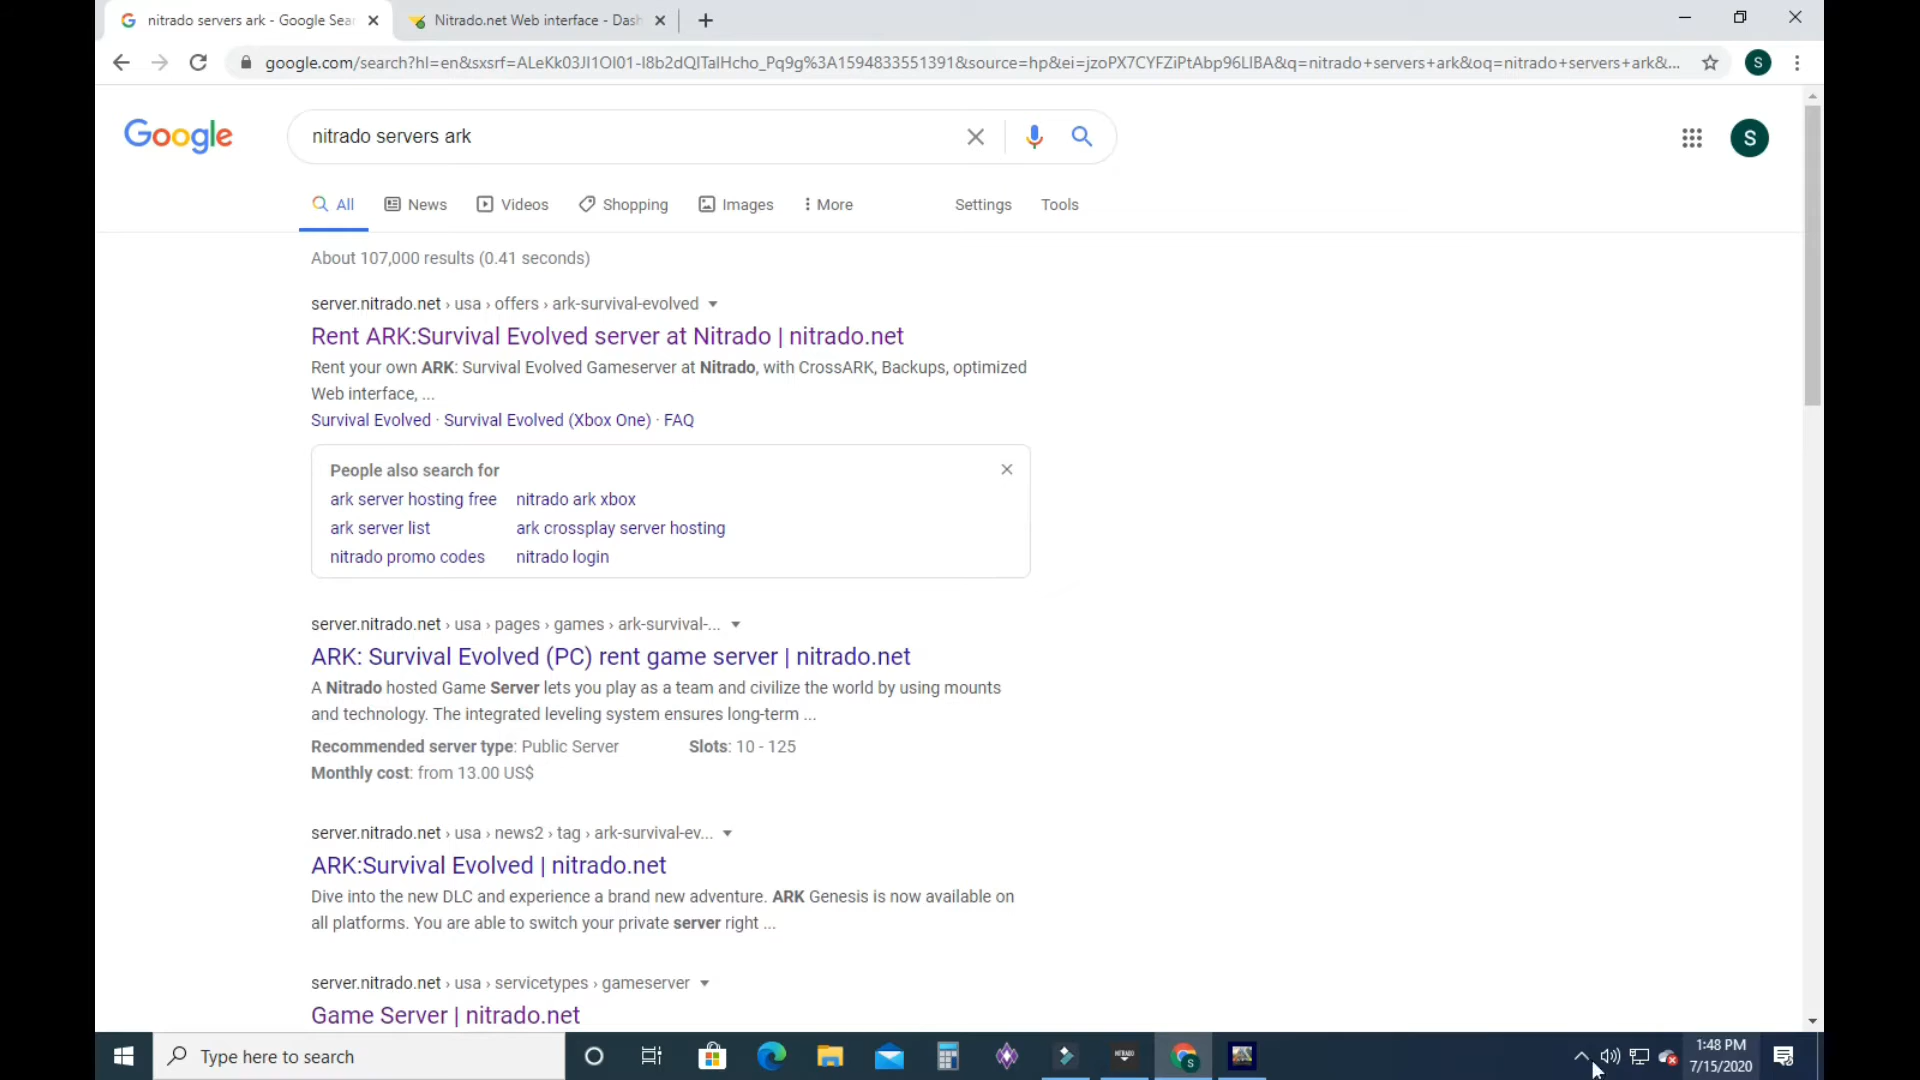 nitrado servers ark - Google Sear
Nitrado.net Web interface - Dash
google.com/search?hl=en&sxsrf=ALeKk03JI1OI01-I8b2dQITaIHcho_Pq9g%3A1594833551391&source=hp&ei=jzoPX7CYFZiPtAbp96LIBA&q=nitrado+servers+ark&oq=nitrado+servers+ark&...
S
Google
nitrado servers ark
S
All
News
Videos
Shopping
Images
More
Settings
Tools
About 107,000 results (0.41 seconds)
server.nitrado.net › usa › offers › ark-survival-evolved
Rent ARK:Survival Evolved server at Nitrado | nitrado.net
Rent your own ARK: Survival Evolved Gameserver at Nitrado, with CrossARK, Backups, optimized
Web interface, ...
Survival Evolved · Survival Evolved (Xbox One) · FAQ
People also search for
ark server hosting free nitrado ark xbox
ark server list ark crossplay server hosting
nitrado promo codes nitrado login
server.nitrado.net › usa › pages › games › ark-survival-...
ARK: Survival Evolved (PC) rent game server | nitrado.net
A Nitrado hosted Game Server lets you play as a team and civilize the world by using mounts
and technology. The integrated leveling system ensures long-term ...
Recommended server type: Public Server Slots: 10 - 125
Monthly cost: from 13.00 US$
server.nitrado.net › usa › news2 › tag › ark-survival-ev...
ARK:Survival Evolved | nitrado.net
Dive into the new DLC and experience a brand new adventure. ARK Genesis is now available on
all platforms. You are able to switch your private server right ...
server.nitrado.net › usa › servicetypes › gameserver
Game Server | nitrado.net
Type here to search
NITRADO
S
1:48 PM
7/15/2020